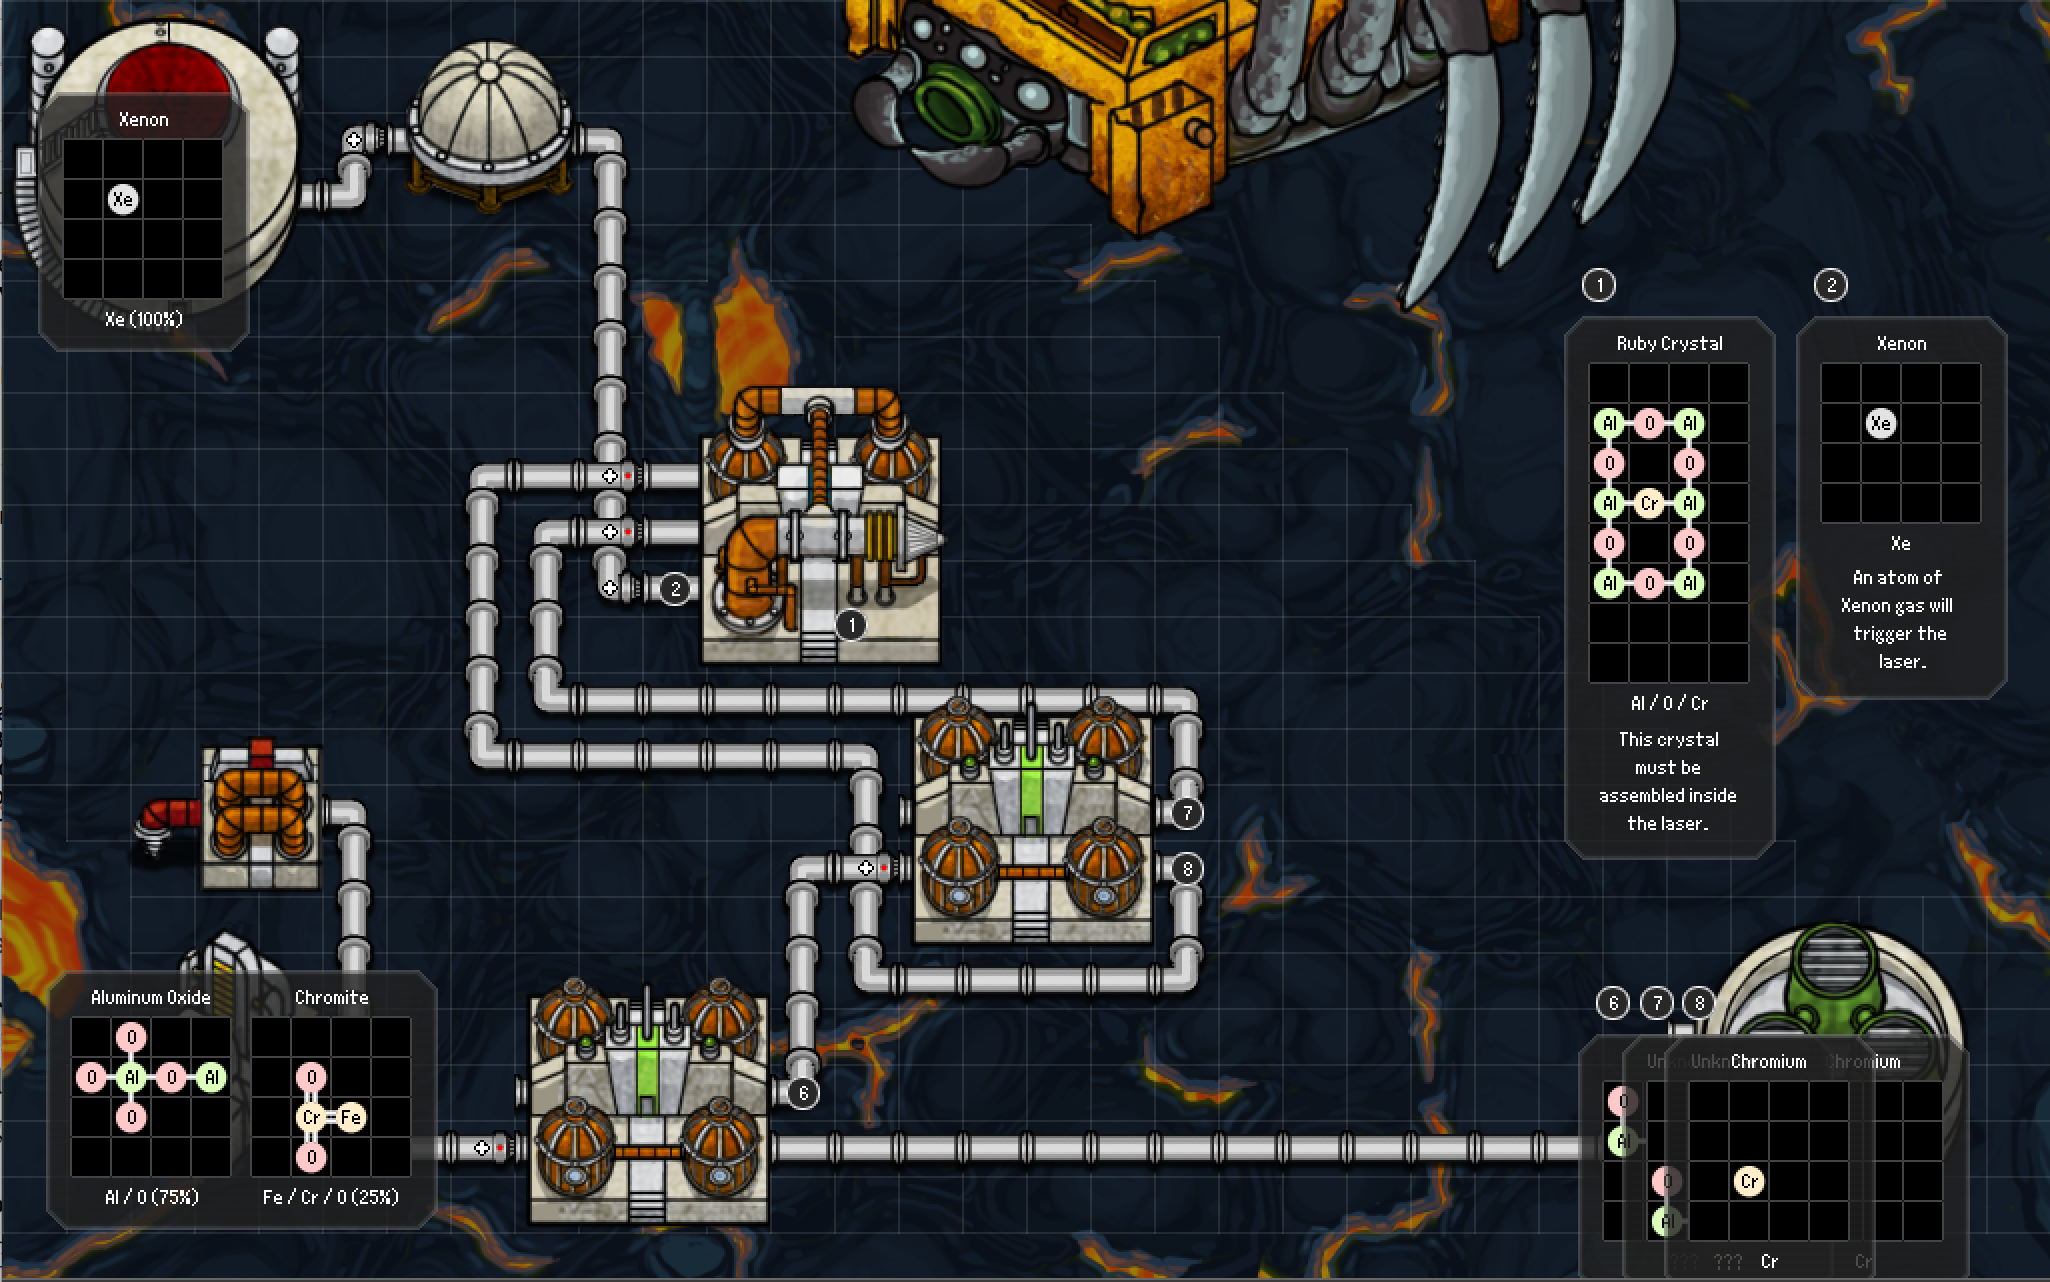 Xenon
Xe
Xe (100%)
1
2
Ruby Crystal
Al O Al
O O
Al Cr Al
O O
Al O Al
Al / O / Cr
This crystal
must be
assembled inside
the laser.
Xenon
Xe
Xe
An atom of
Xenon gas will
trigger the
laser.
2
1
7
8
6
Aluminum Oxide
O
O Al O Al
O
Al / O (75%)
Chromite
O
Cr Fe
O
Fe / Cr / O (25%)
6 7 8
Chromium
O
Al
O
Al
Cr
??? Cr Cr